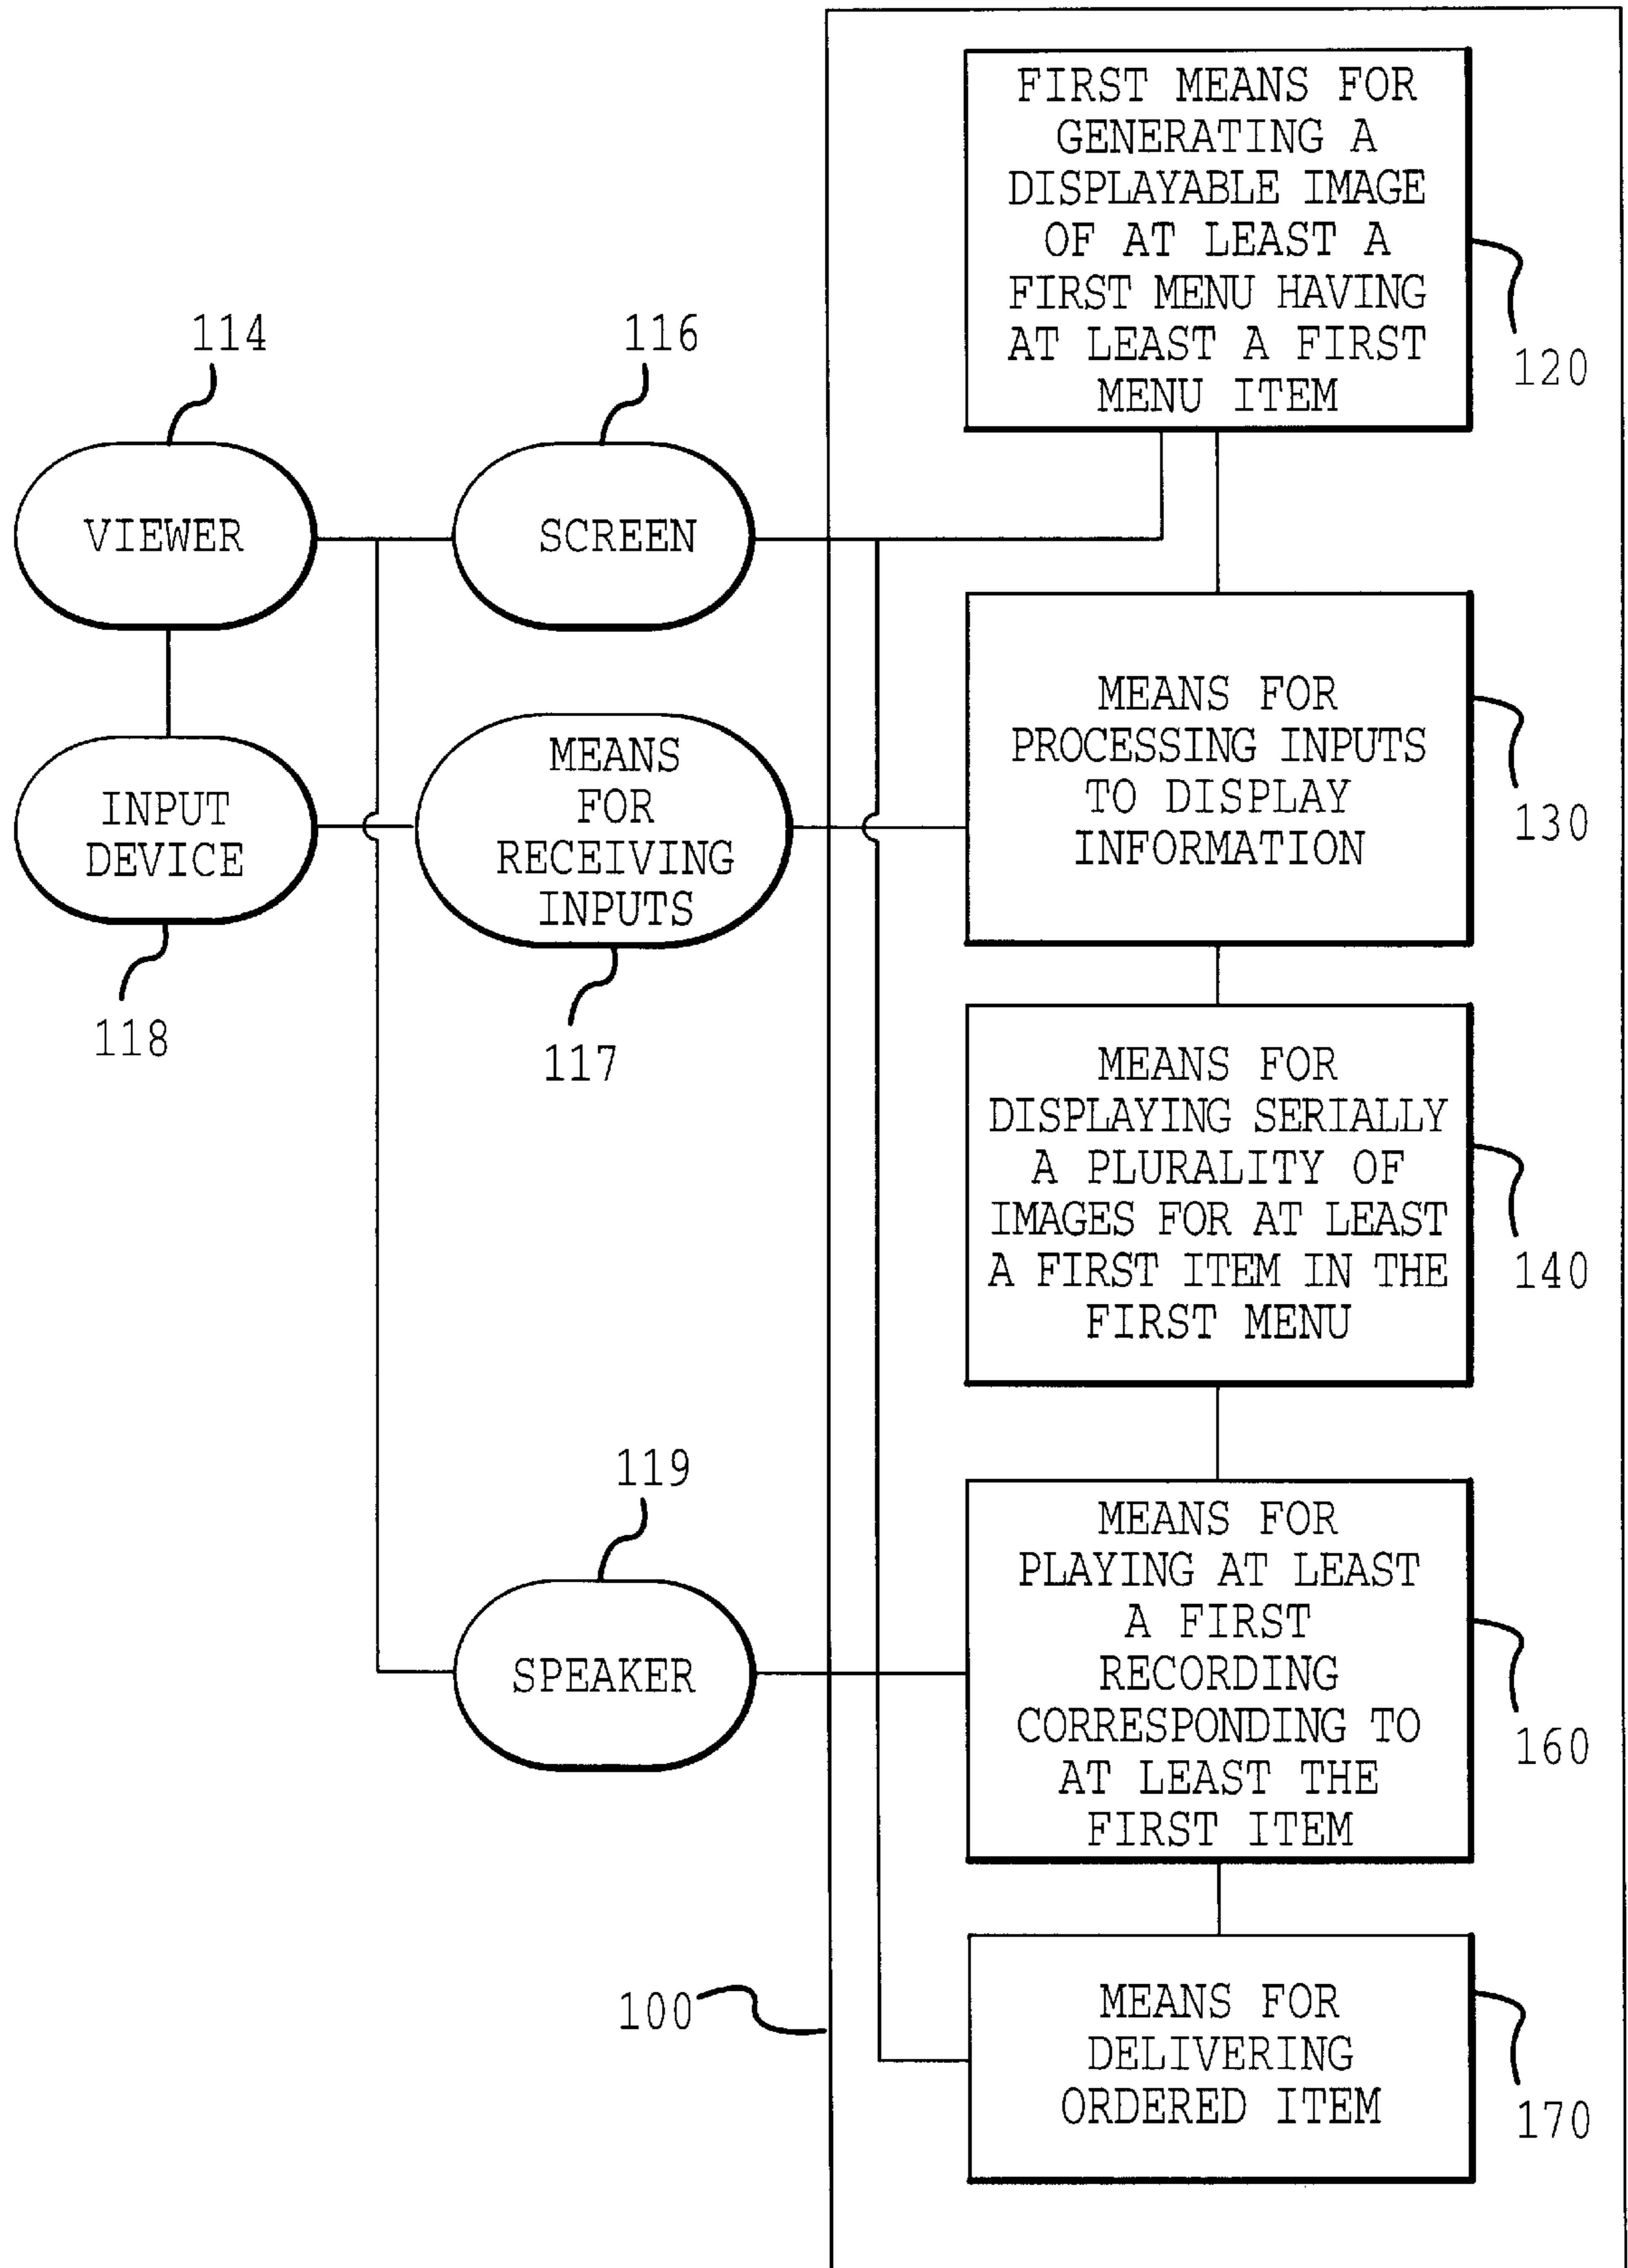 FIRST MEANS FOR
GENERATING A
DISPLAYABLE IMAGE
OF AT LEAST A
FIRST MENU HAVING
AT LEAST A FIRST
MENU ITEM
120
114
116
VIEWER
SCREEN
MEANS FOR
PROCESSING INPUTS
TO DISPLAY
INFORMATION
130
INPUT
DEVICE
MEANS
FOR
RECEIVING
INPUTS
118
117
MEANS FOR
DISPLAYING SERIALLY
A PLURALITY OF
IMAGES FOR AT LEAST
A FIRST ITEM IN THE
FIRST MENU
140
119
SPEAKER
MEANS FOR
PLAYING AT LEAST
A FIRST
RECORDING
CORRESPONDING TO
AT LEAST THE
FIRST ITEM
160
100
MEANS FOR
DELIVERING
ORDERED ITEM
170